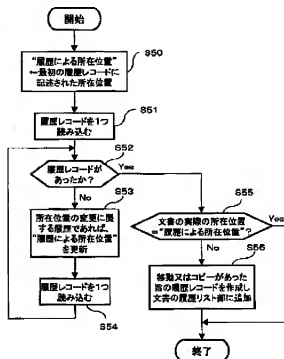 開始
S50
“履歴による所在位置”
←最初の履歴レコードに
記述された所在位置
S51
履歴レコードを1つ
読み込む
S52
履歴レコードが
あったか？
Yes
No
S53
所在位置の変更に関
する履歴であれば、
“履歴による所在位置”
を更新
履歴レコードを1つ
読み込む
S54
S55
文書の実際の所在位置
=“履歴による所在位置”？
Yes
No
S56
移動又はコピーがあった
旨の履歴レコードを作成し
文書の履歴リスト部に追加
終了